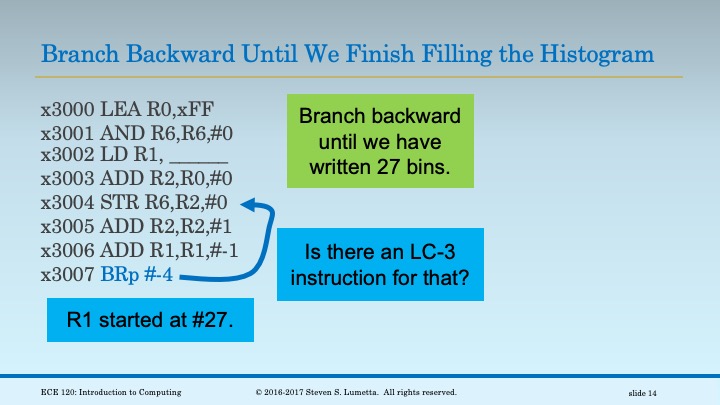 Branch Backward Until We Finish Filling the Histogram
x3000 LEA R0,xFF
x3001 AND R6,R6,#0
x3002 LD R1, ______
x3003 ADD R2,R0,#0
x3004 STR R6,R2,#0
x3005 ADD R2,R2,#1
x3006 ADD R1,R1,#-1
x3007 BRp #-4
Branch backward
until we have
written 27 bins.
Is there an LC-3
instruction for that?
R1 started at #27.
ECE 120: Introduction to Computing
© 2016-2017 Steven S. Lumetta. All rights reserved.
slide 14